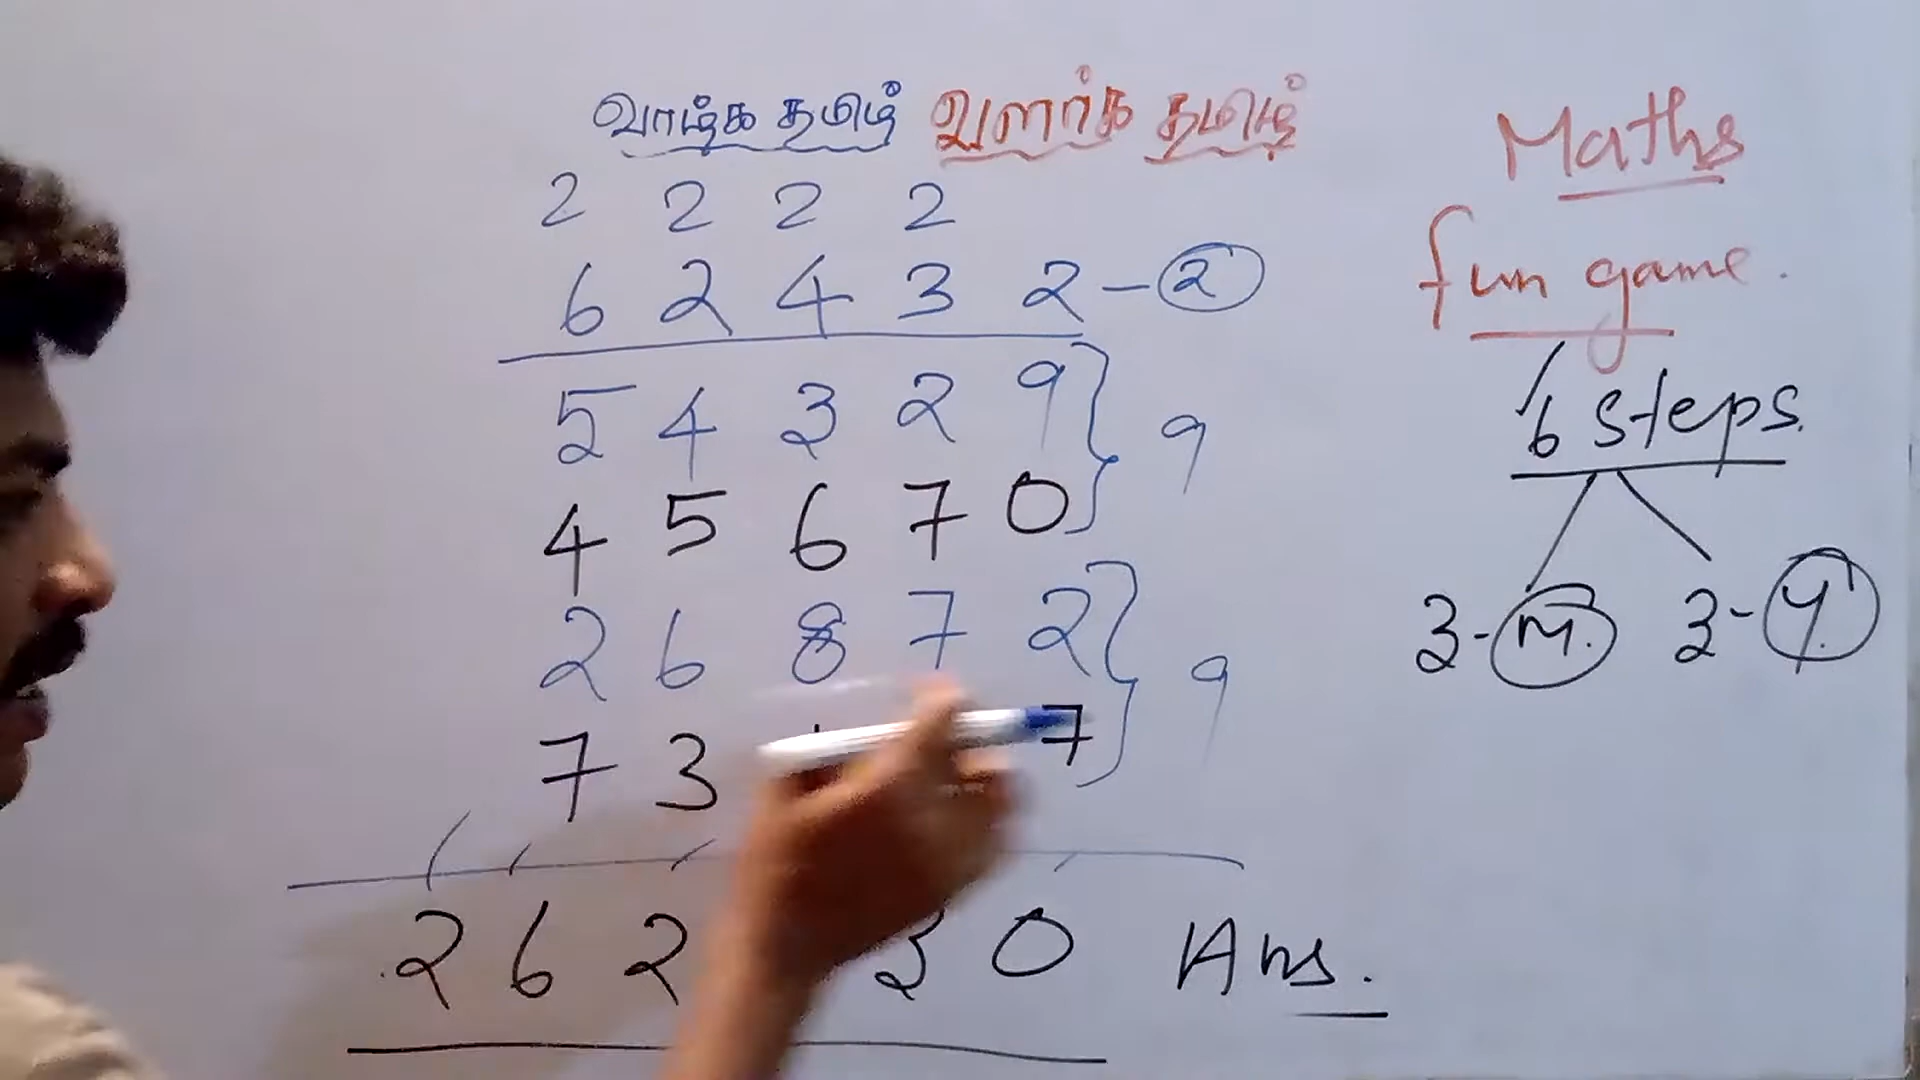 வாழ்க தமிழ் வளர்க தமிழ்
2 2 2 2
6 2 4 3 2 - 2
5 4 3 2 9
9
4 5 6 7 0
2 6 8 7 2
9
7 3 7
2 6 2 3 0 Ans.
Maths
fun game.
6 steps.
3-M. 3-Y.